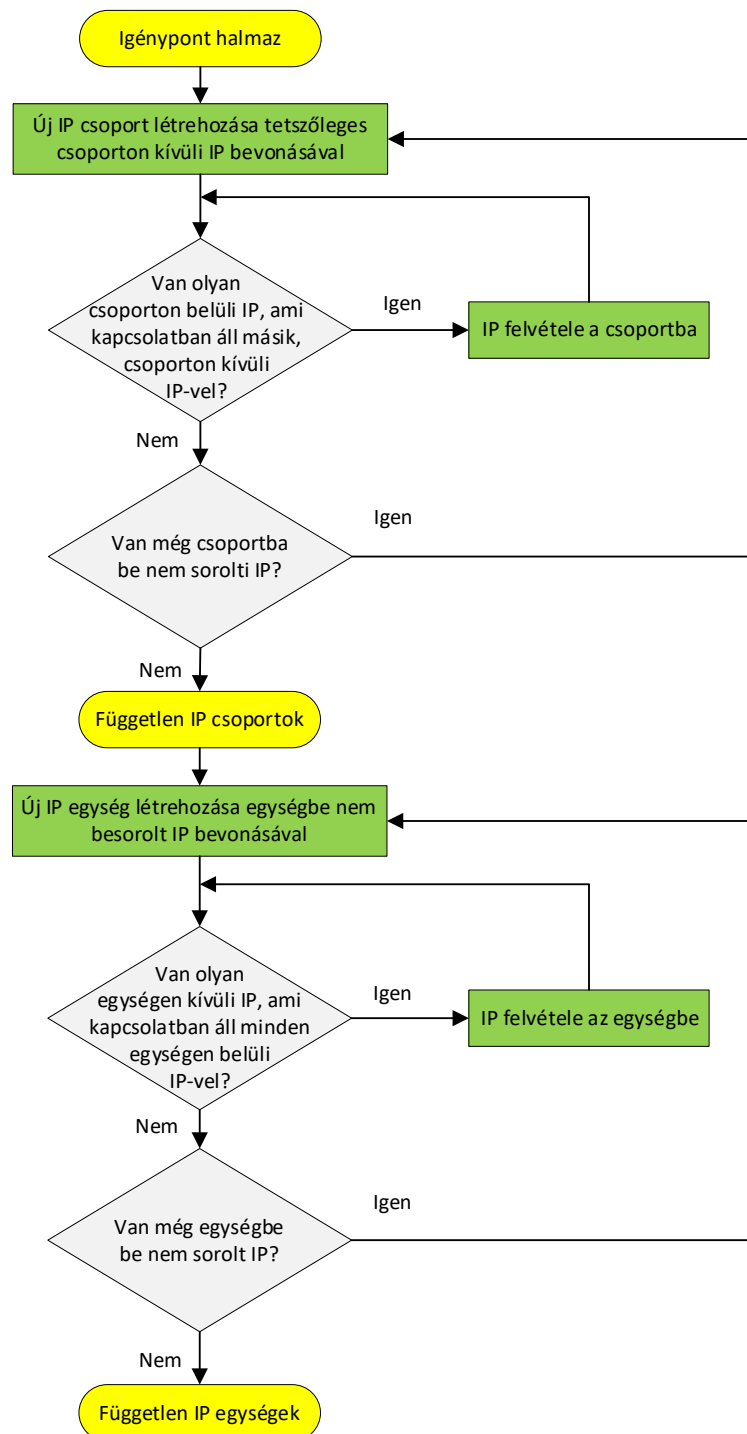 Igénypont halmaz
Új IP csoport létrehozása tetszőleges
csoporton kívüli IP bevonásával
Van olyan
csoporton belüli IP, ami
kapcsolatban áll másik,
csoporton kívüli
IP-vel?
Igen
IP felvétele a csoportba
Nem
Van még csoportba
be nem sorolti IP?
Igen
Nem
Független IP csoportok
Új IP egység létrehozása egységbe nem
besorolt IP bevonásával
Van olyan
egységen kívüli IP, ami
kapcsolatban áll minden
egységen belüli
IP-vel?
Igen
IP felvétele az egységbe
Nem
Van még egységbe
be nem sorolt IP?
Igen
Nem
Független IP egységek